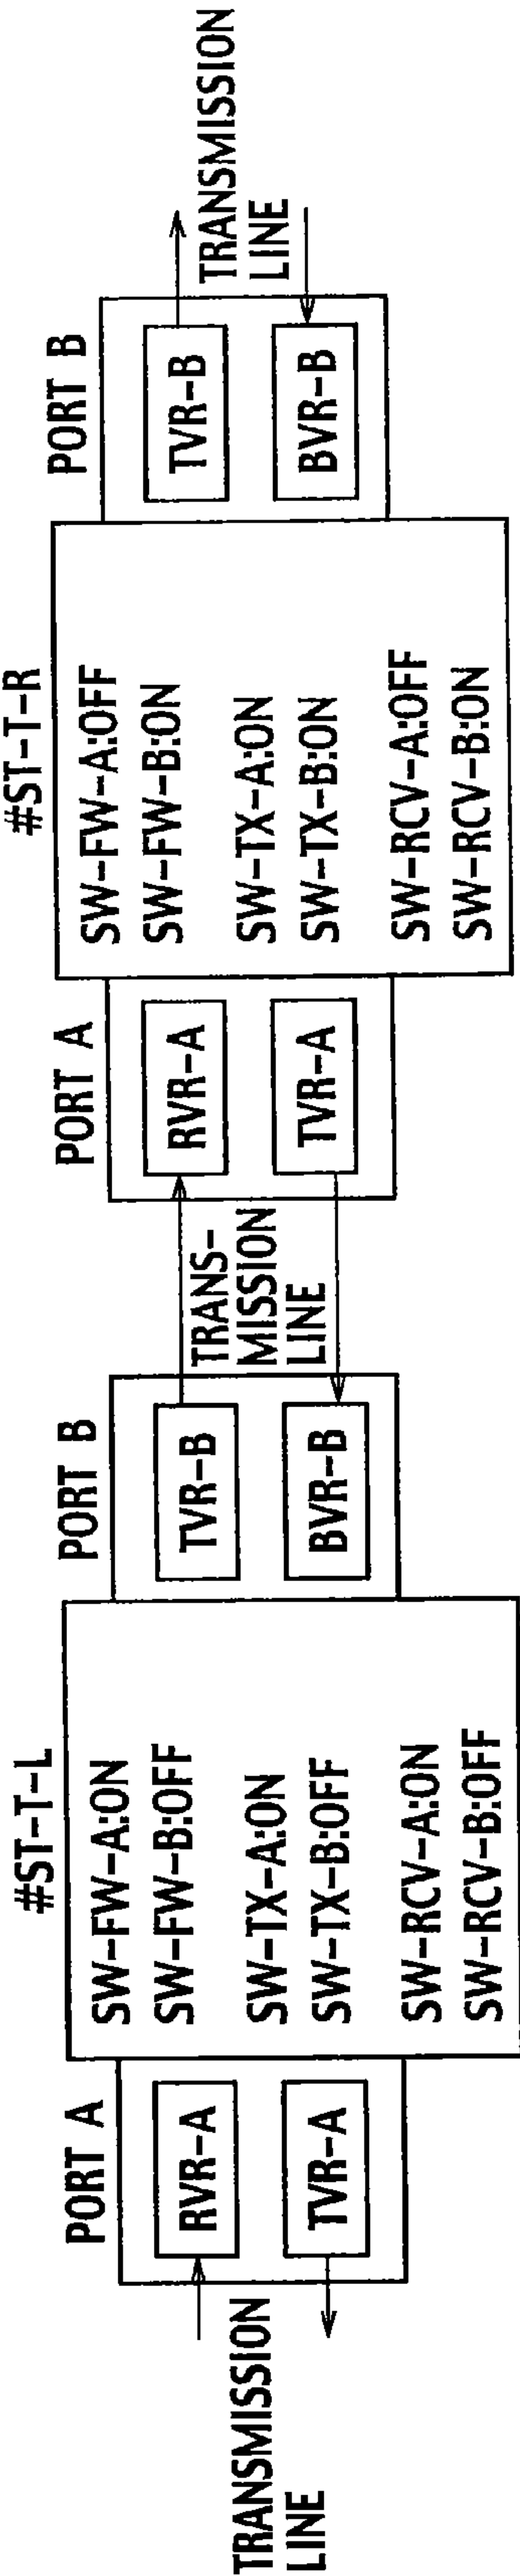 #ST-T-L
PORT A
RVR-A
TVR-A
TRANSMISSION
LINE
SW-FW-A:ON
SW-FW-B:OFF
SW-TX-A:ON
SW-TX-B:OFF
SW-RCV-A:ON
SW-RCV-B:OFF
PORT B
TVR-B
BVR-B
TRANS-
MISSION
LINE
#ST-T-R
PORT A
RVR-A
TVR-A
SW-FW-A:OFF
SW-FW-B:ON
SW-TX-A:ON
SW-TX-B:ON
SW-RCV-A:OFF
SW-RCV-B:ON
PORT B
TVR-B
BVR-B
TRANSMISSION
LINE